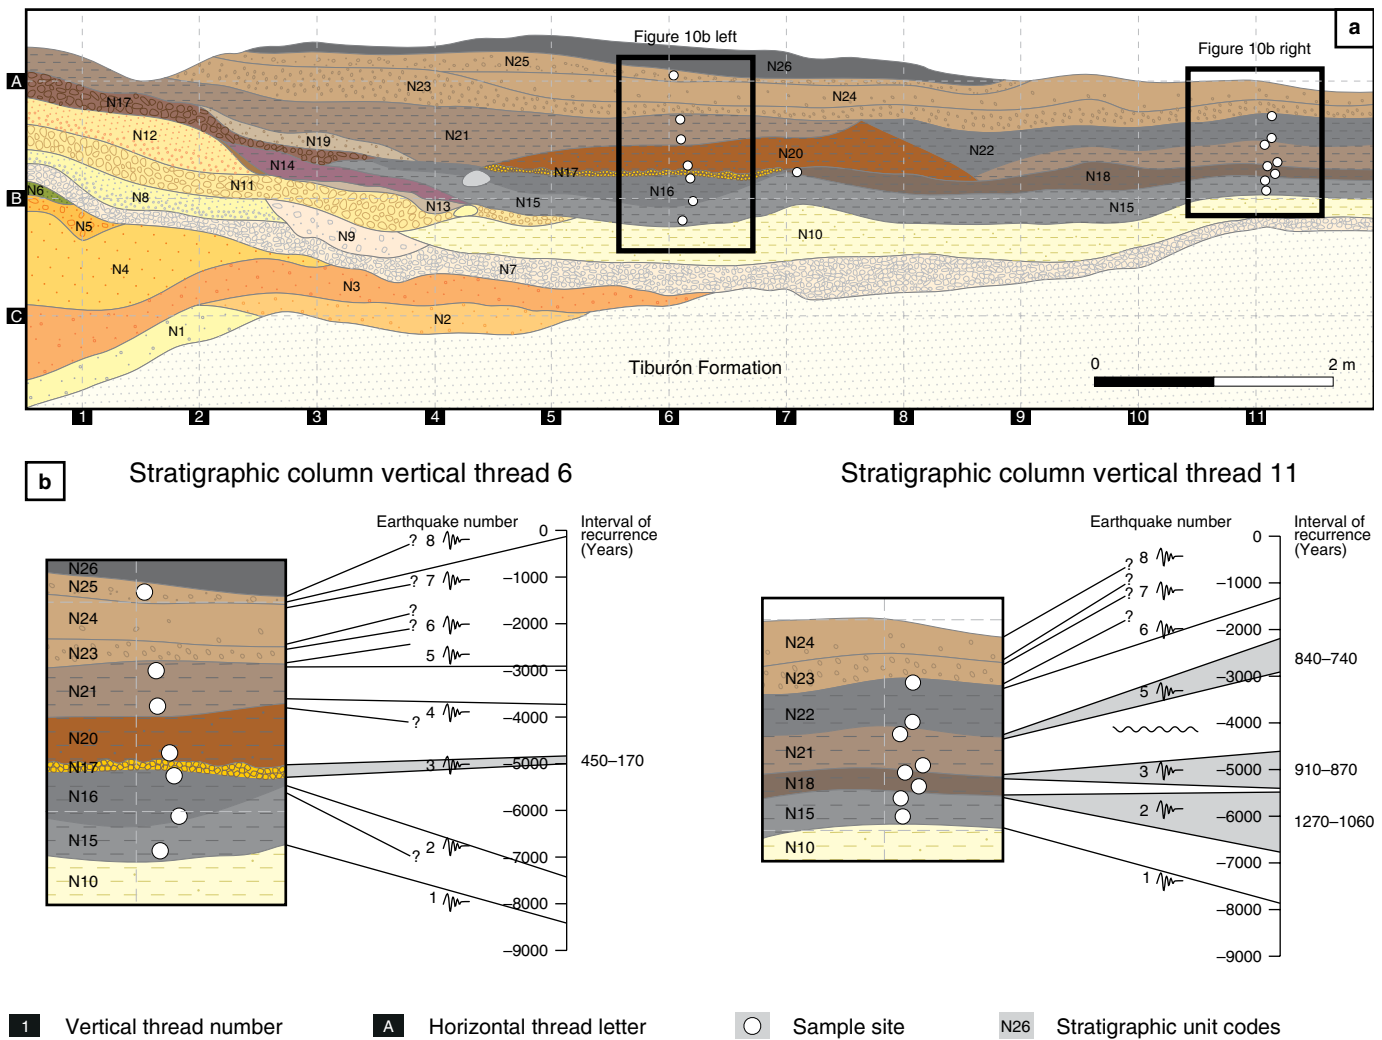 a
Figure 10b left
Figure 10b right
A
B
C
N25
N26
N23
N24
N17
N12
N19
N21
N14
N17
N20
N22
N18
N11
N6
N8
N13
N15
N16
N15
N5
N9
N10
N4
N7
N3
N1
N2
Tiburón Formation
0
2 m
1 2 3 4 5 6 7 8 9 10 11
b
Stratigraphic column vertical thread 6
Earthquake number
Interval of
recurrence
(Years)
N26
N25
N24
N23
N21
N20
N17
N16
N15
N10
? 8
? 7
?
? 6
5
4
?
3
2
?
1
0
–1000
–2000
–3000
–4000
–5000
–6000
–7000
–8000
–9000
450–170
Stratigraphic column vertical thread 11
Earthquake number
Interval of
recurrence
(Years)
N24
N23
N22
N21
N18
N15
N10
? 8
?
? 7
?
6
5
3
2
1
0
–1000
–2000
–3000
–4000
–5000
–6000
–7000
–8000
–9000
840–740
910–870
1270–1060
1 Vertical thread number
A Horizontal thread letter
Sample site
N26 Stratigraphic unit codes